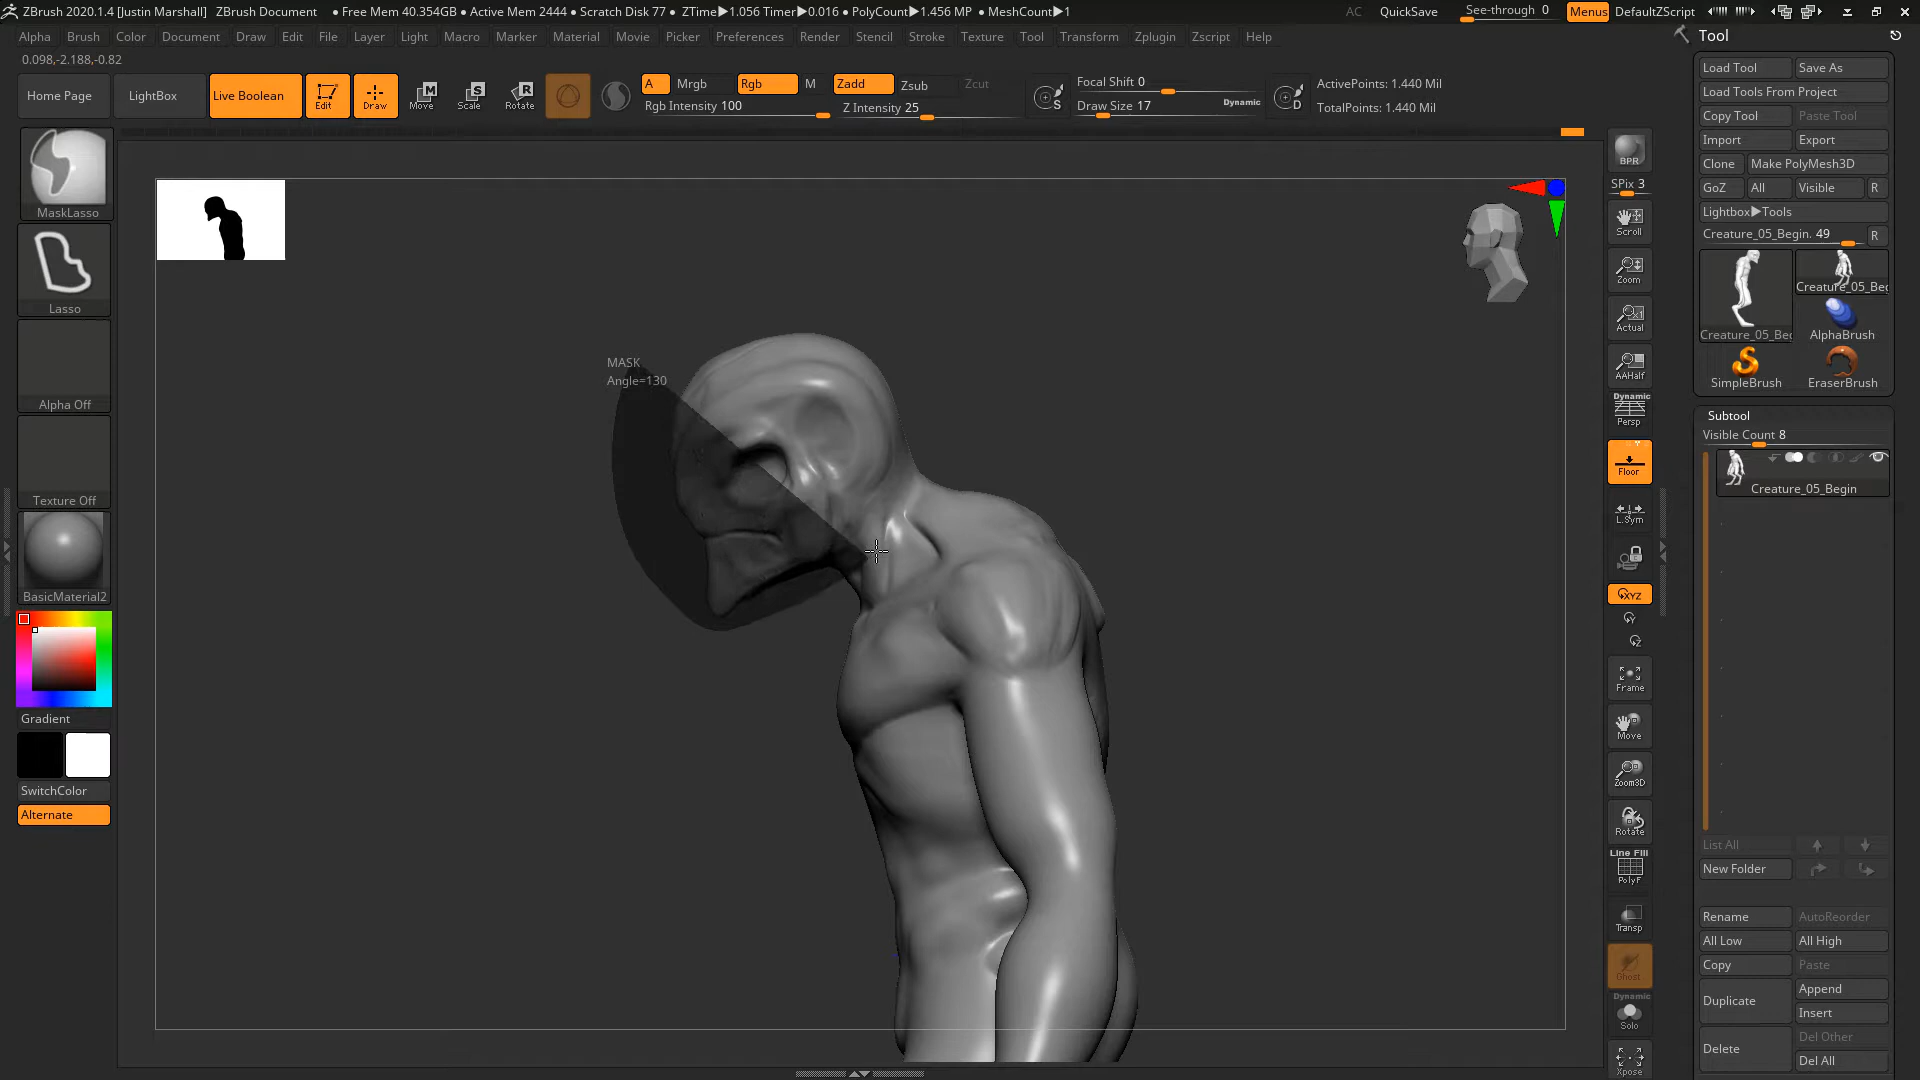 ZBrush 2020.1.4 [Justin Marshall] ZBrush Document ● Free Mem 40.354GB ● Active Mem 2444 ● Scratch Disk 77 ● ZTime▶1.056 Timer▶0.016 ● PolyCount▶1.456 MP ● MeshCount▶1 AC QuickSave See-through 0 Menus DefaultZScript
Alpha Brush Color Document Draw Edit File Layer Light Macro Marker Material Movie Picker Preferences Render Stencil Stroke Texture Tool Transform Zplugin Zscript Help
0.098,-2.188,-0.82
Home Page LightBox Live Boolean Edit Draw Move Scale Rotate
A Mrgb Rgb M Zadd Zsub Zcut
Rgb Intensity 100 Z Intensity 25
Focal Shift 0
Draw Size 17 Dynamic
ActivePoints: 1.440 Mil
TotalPoints: 1.440 Mil
MaskLasso
Lasso
Alpha Off
Texture Off
BasicMaterial2
Gradient
SwitchColor
Alternate
MASK
Angle=130
BPR
SPix 3
Scroll
Zoom
Actual
AAHalf
Dynamic
Persp
Floor
L.Sym
XYZ
Frame
Move
Zoom3D
Rotate
Line Fill
PolyF
Transp
Ghost
Dynamic
Solo
Xpose
Tool
Load Tool Save As
Load Tools From Project
Copy Tool Paste Tool
Import Export
Clone Make PolyMesh3D
GoZ All Visible R
Lightbox▶Tools
Creature_05_Begin. 49 R
Creature_05_Beg
Creature_05_Beg AlphaBrush
SimpleBrush EraserBrush
Subtool
Visible Count 8
Creature_05_Begin
List All
New Folder
Rename AutoReorder
All Low All High
Copy Paste
Duplicate Append
Insert
Delete Del Other
Del All